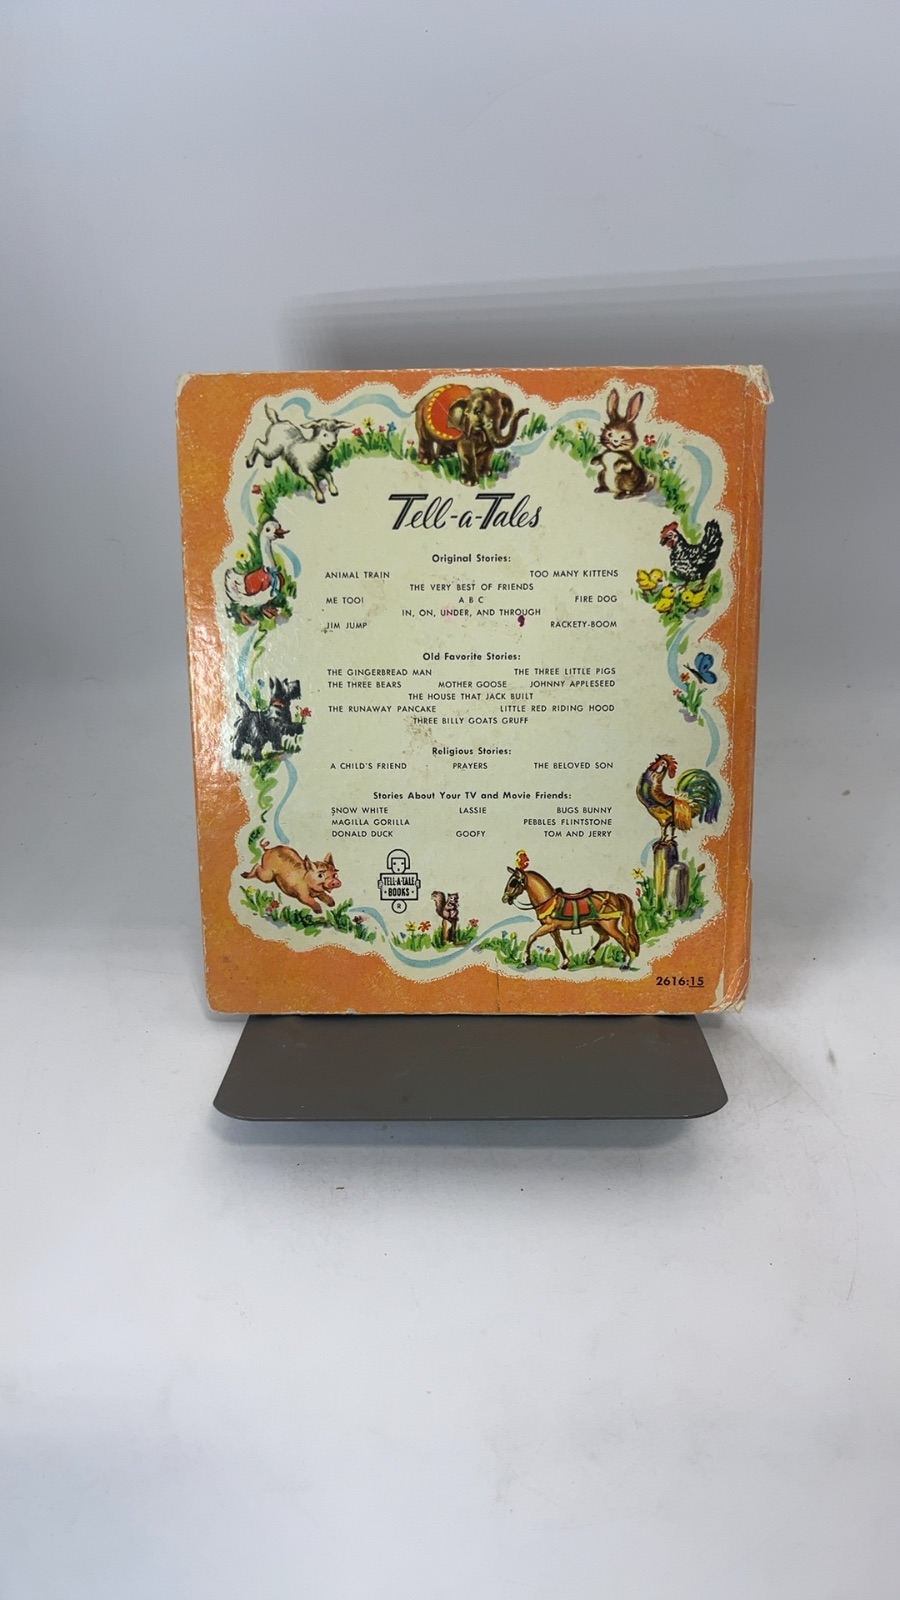 Tell-a-Tales
Original Stories:
ANIMAL TRAIN TOO MANY KITTENS
THE VERY BEST OF FRIENDS
ME TOO! A B C FIRE DOG
IN, ON, UNDER, AND THROUGH
JIM JUMP RACKETY-BOOM
Old Favorite Stories:
THE GINGERBREAD MAN THE THREE LITTLE PIGS
THE THREE BEARS MOTHER GOOSE JOHNNY APPLESEED
THE HOUSE THAT JACK BUILT
THE RUNAWAY PANCAKE LITTLE RED RIDING HOOD
THREE BILLY GOATS GRUFF
Religious Stories:
A CHILD'S FRIEND PRAYERS THE BELOVED SON
Stories About Your TV and Movie Friends:
SNOW WHITE LASSIE BUGS BUNNY
MAGILLA GORILLA PEBBLES FLINTSTONE
DONALD DUCK GOOFY TOM AND JERRY
TELL-A-TALE
BOOKS
R
2616:15